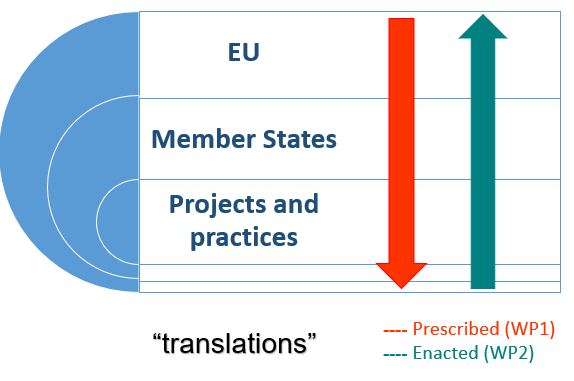 EU
Member States
Projects and
practices
“translations”
---- Prescribed (WP1)
---- Enacted (WP2)